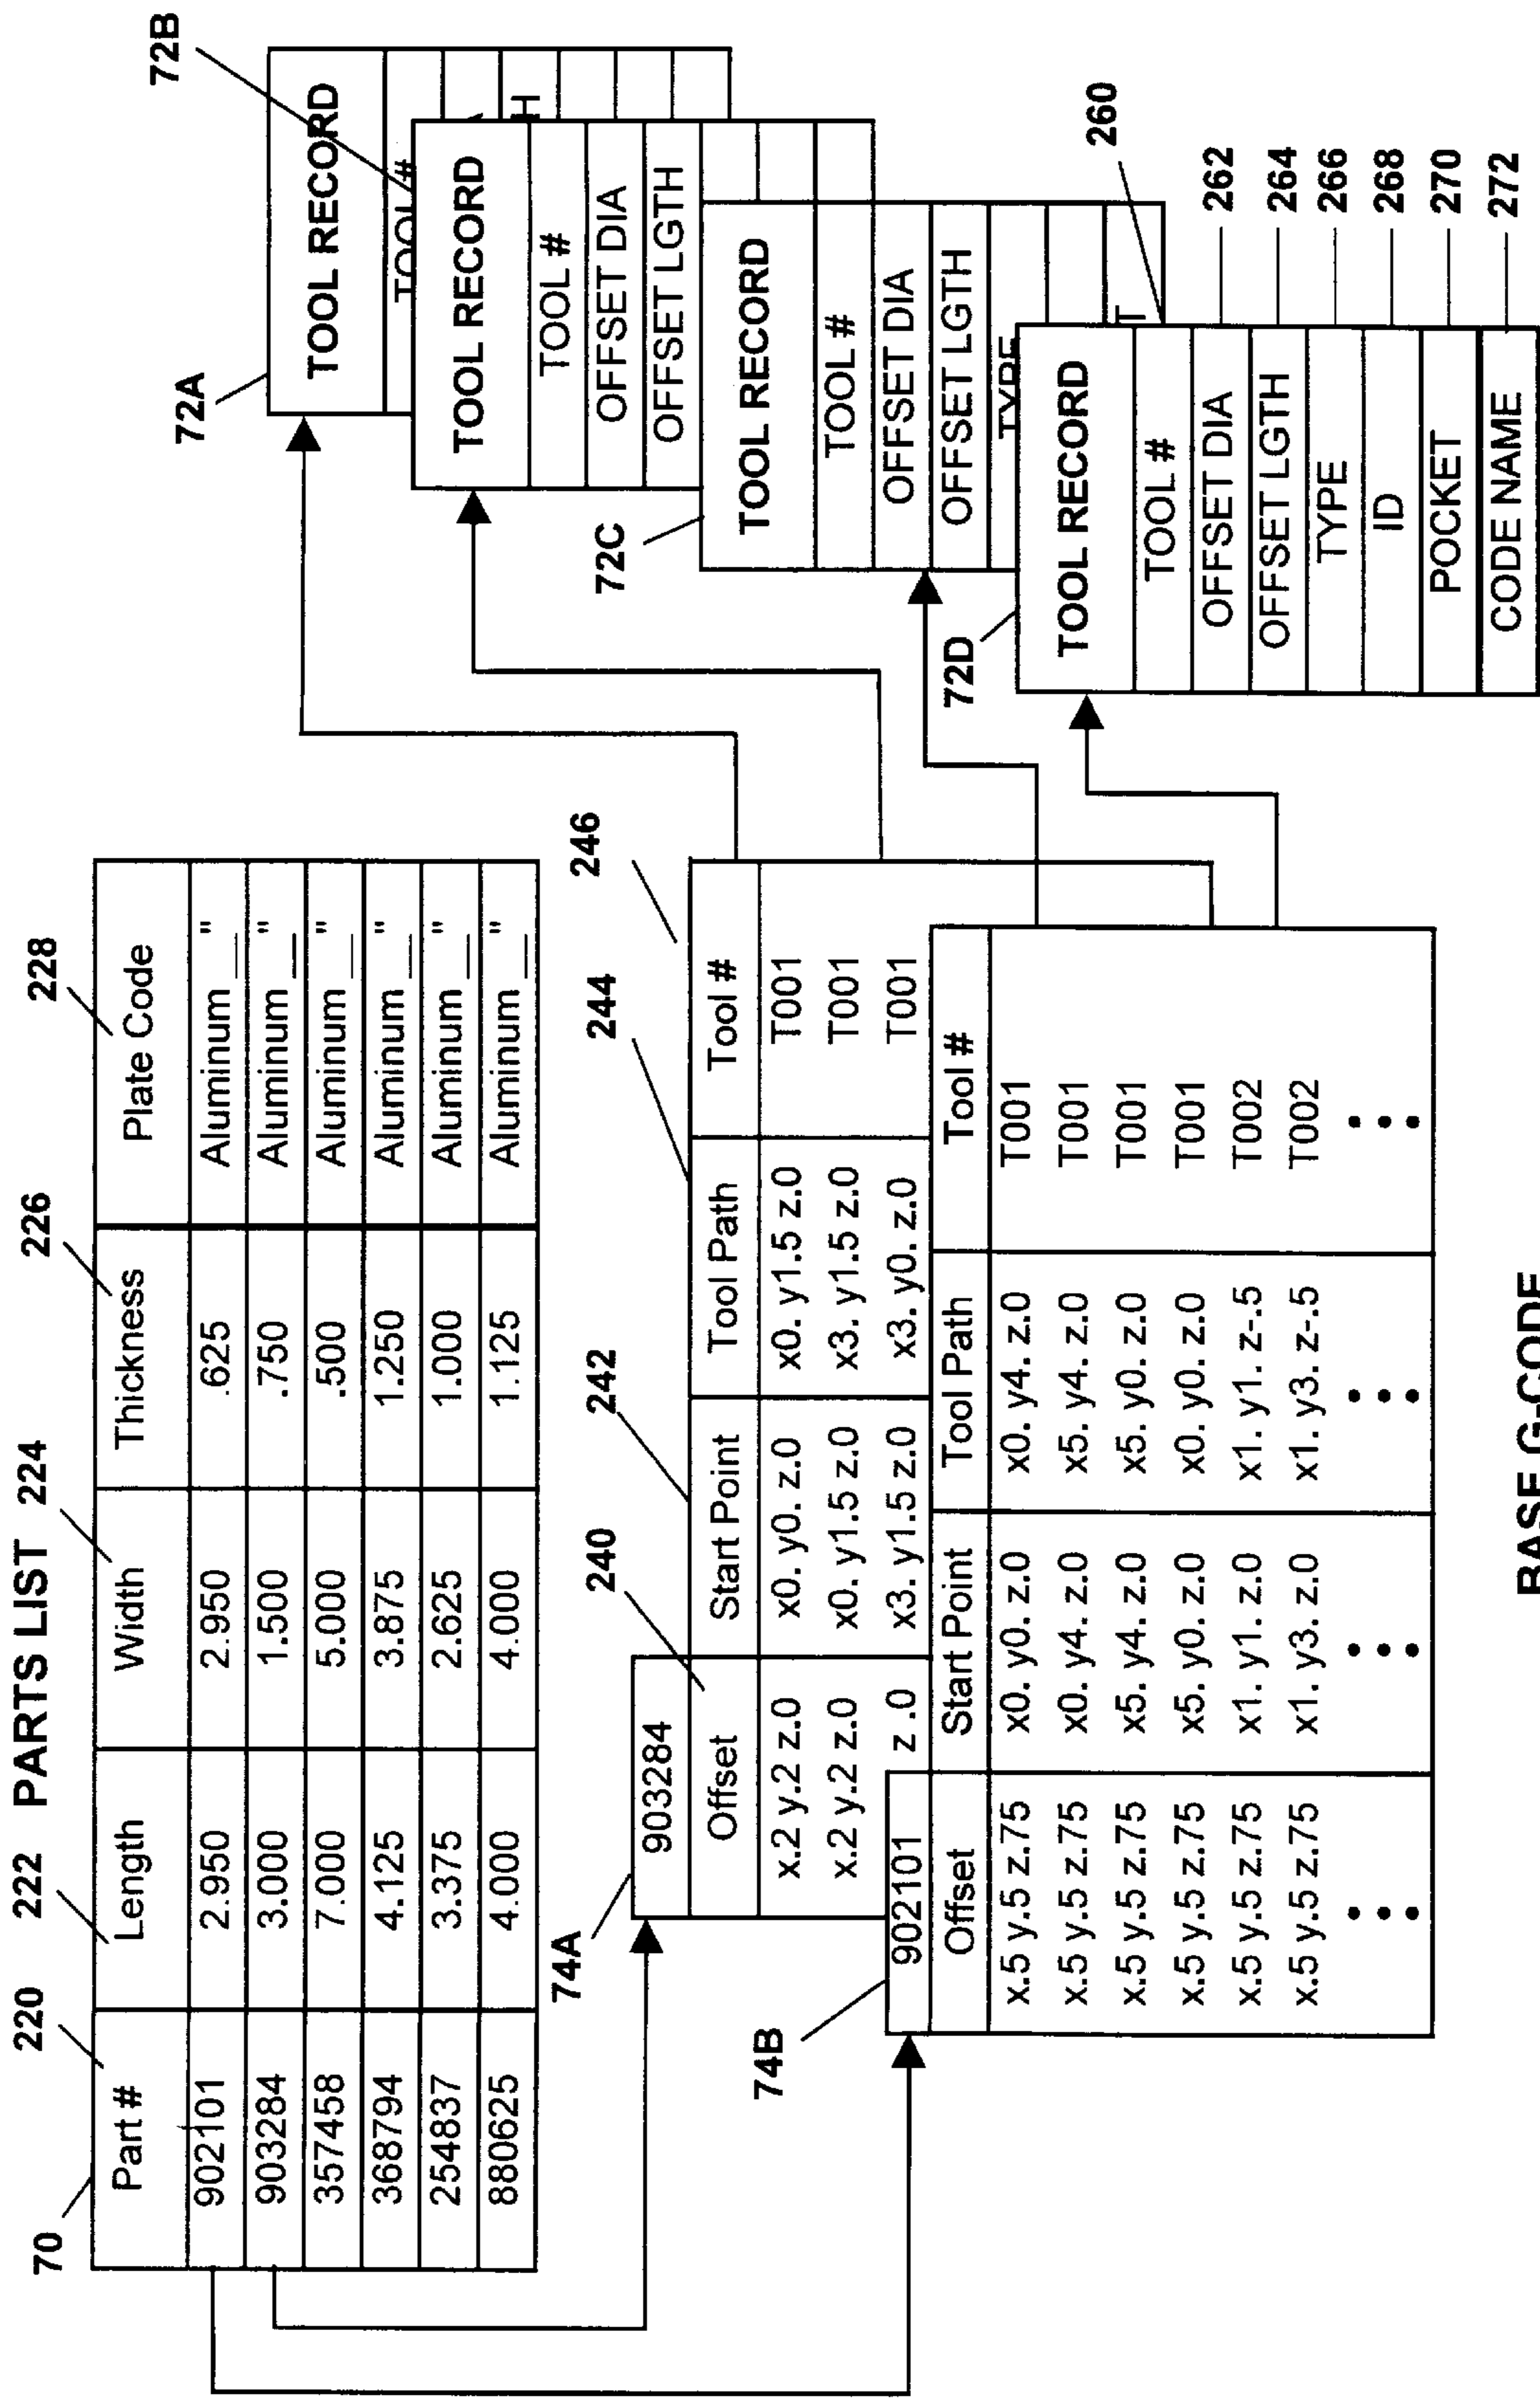 PARTS LIST
70 220 222 224 226 228
Part # Length Width Thickness Plate Code
902101 2.950 2.950 .625 Aluminum _"
903284 3.000 1.500 .750 Aluminum _"
357458 7.000 5.000 .500 Aluminum _"
368794 4.125 3.875 1.250 Aluminum _"
254837 3.375 2.625 1.000 Aluminum _"
880625 4.000 4.000 1.125 Aluminum _"
74A 240 242 244 246
903284
Offset Start Point Tool Path Tool #
x.2 y.2 z.0 x0. y0. z.0 x0. y1.5 z.0 T001
x.2 y.2 z.0 x0. y1.5 z.0 x3. y1.5 z.0 T001
z .0 x3. y1.5 z.0 x3. y0. z.0 T001
74B
902101
Offset Start Point Tool Path Tool #
x.5 y.5 z.75 x0. y0. z.0 x0. y4. z.0 T001
x.5 y.5 z.75 x0. y4. z.0 x5. y4. z.0 T001
x.5 y.5 z.75 x5. y4. z.0 x5. y0. z.0 T001
x.5 y.5 z.75 x5. y0. z.0 x0. y0. z.0 T001
x.5 y.5 z.75 x1. y1. z.0 x1. y1. z-.5 T002
x.5 y.5 z.75 x1. y3. z.0 x1. y3. z-.5 T002
72A
TOOL RECORD
TOOL #
H
72B
TOOL RECORD
TOOL #
OFFSET DIA
OFFSET LGTH
72C
TOOL RECORD
TOOL #
OFFSET DIA
OFFSET LGTH
TYPE
T
72D
TOOL RECORD
TOOL # 260
OFFSET DIA 262
OFFSET LGTH 264
TYPE 266
ID 268
POCKET 270
CODE NAME 272
BASE G-CODE